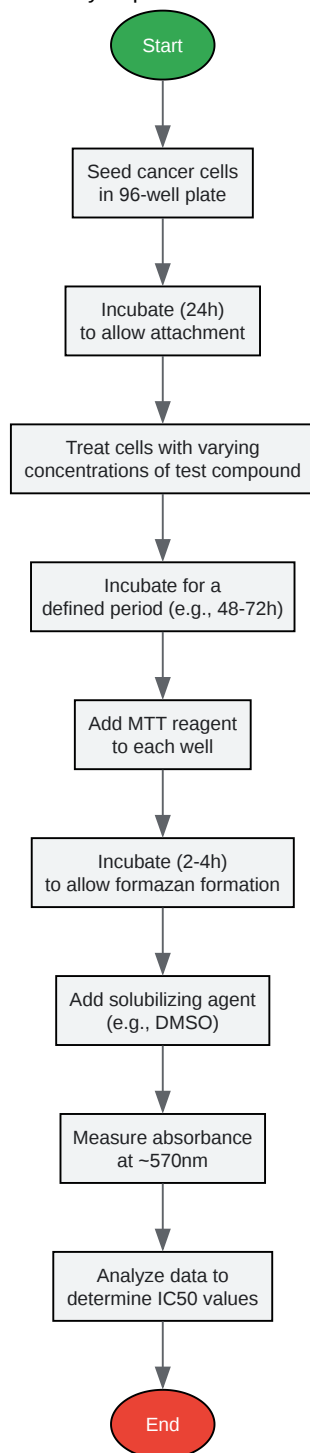 Start
Seed cancer cells
in 96-well plate
Incubate (24h)
to allow attachment
Treat cells with varying
concentrations of test compound
Incubate for a
defined period (e.g., 48-72h)
Add MTT reagent
to each well
Incubate (2-4h)
to allow formazan formation
Add solubilizing agent
(e.g., DMSO)
Measure absorbance
at ~570nm
Analyze data to
determine IC50 values
End